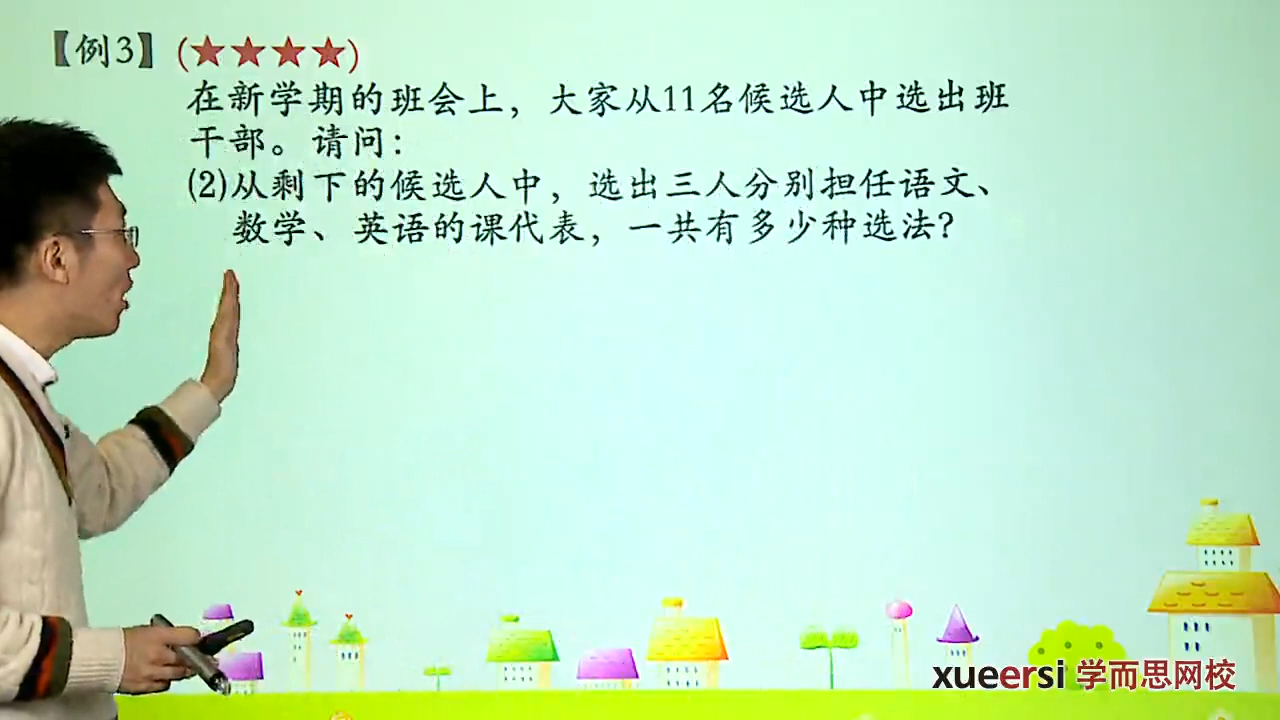 【例3】(★★★★)
在新学期的班会上，大家从11名候选人中选出班
干部。请问：
(2)从剩下的候选人中，选出三人分别担任语文、
数学、英语的课代表，一共有多少种选法?
xueersi 学而思网校